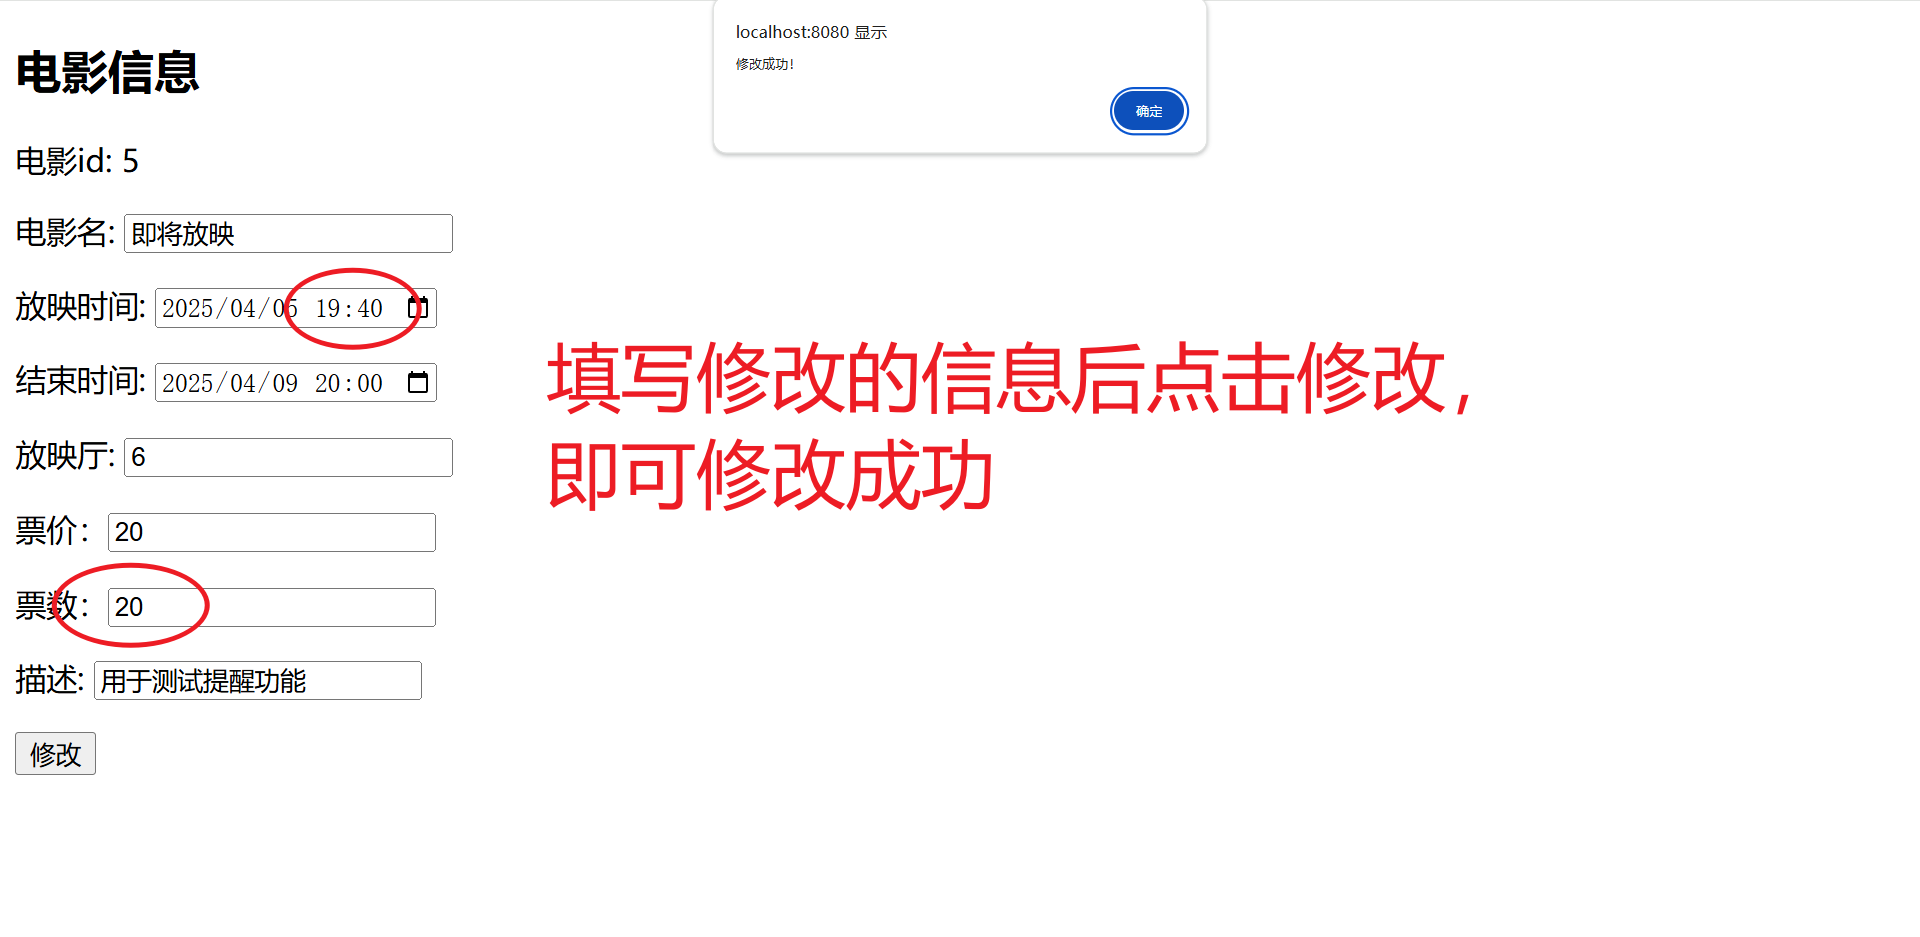 localhost:8080 显示
修改成功！
确定
电影信息
电影id: 5
电影名: 即将放映
放映时间: 2025/04/05 19:40
结束时间: 2025/04/09 20:00
放映厅: 6
票价： 20
票数： 20
描述: 用于测试提醒功能
修改
填写修改的信息后点击修改，
即可修改成功